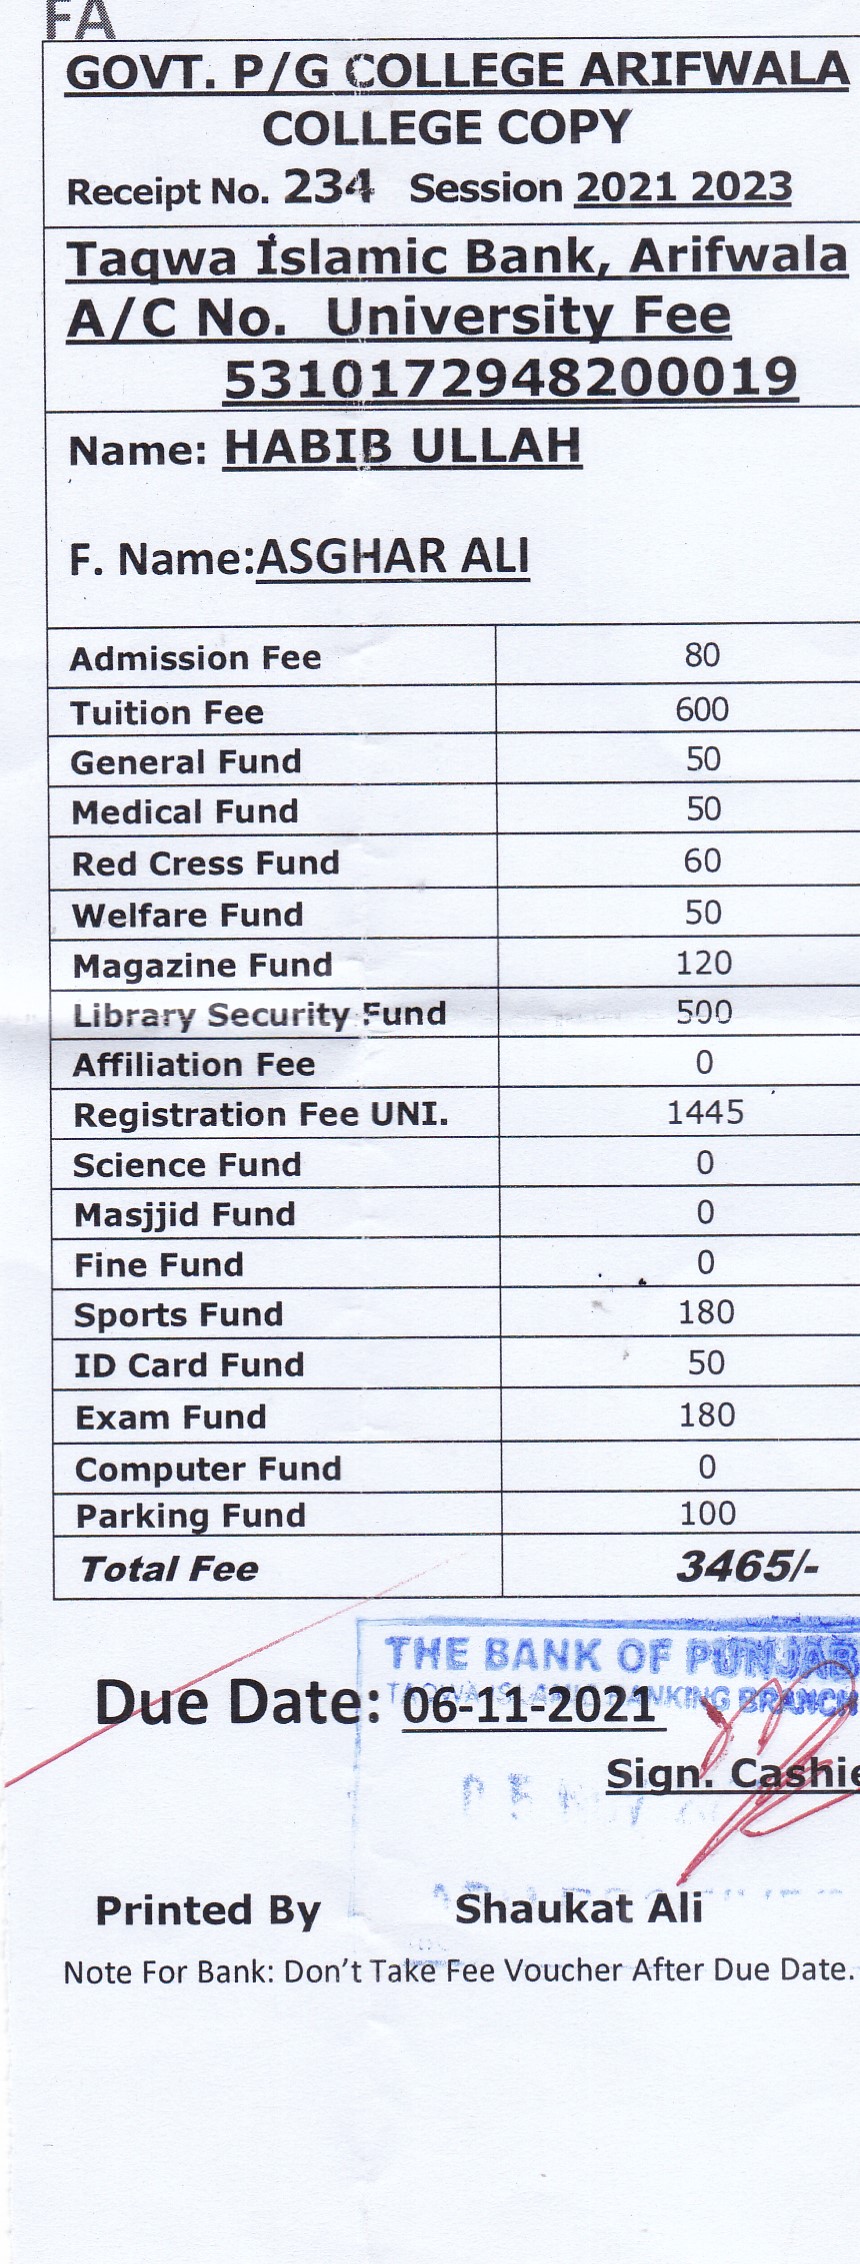 FA
GOVT. P/G COLLEGE ARIFWALA
COLLEGE COPY
Receipt No. 234 Session 2021 2023
Taqwa Islamic Bank, Arifwala
A/C No. University Fee
5310172948200019
Name: HABIB ULLAH
F. Name:ASGHAR ALI
Admission Fee 80
Tuition Fee 600
General Fund 50
Medical Fund 50
Red Cress Fund 60
Welfare Fund 50
Magazine Fund 120
Library Security Fund 500
Affiliation Fee 0
Registration Fee UNI. 1445
Science Fund 0
Masjjid Fund 0
Fine Fund 0
Sports Fund 180
ID Card Fund 50
Exam Fund 180
Computer Fund 0
Parking Fund 100
Total Fee 3465/-
THE BANK OF PUNJAB
TAQWA ISLAMIC BANKING BRANCH
Due Date: 06-11-2021
Sign. Cashie
Printed By Shaukat Ali
Note For Bank: Don't Take Fee Voucher After Due Date.